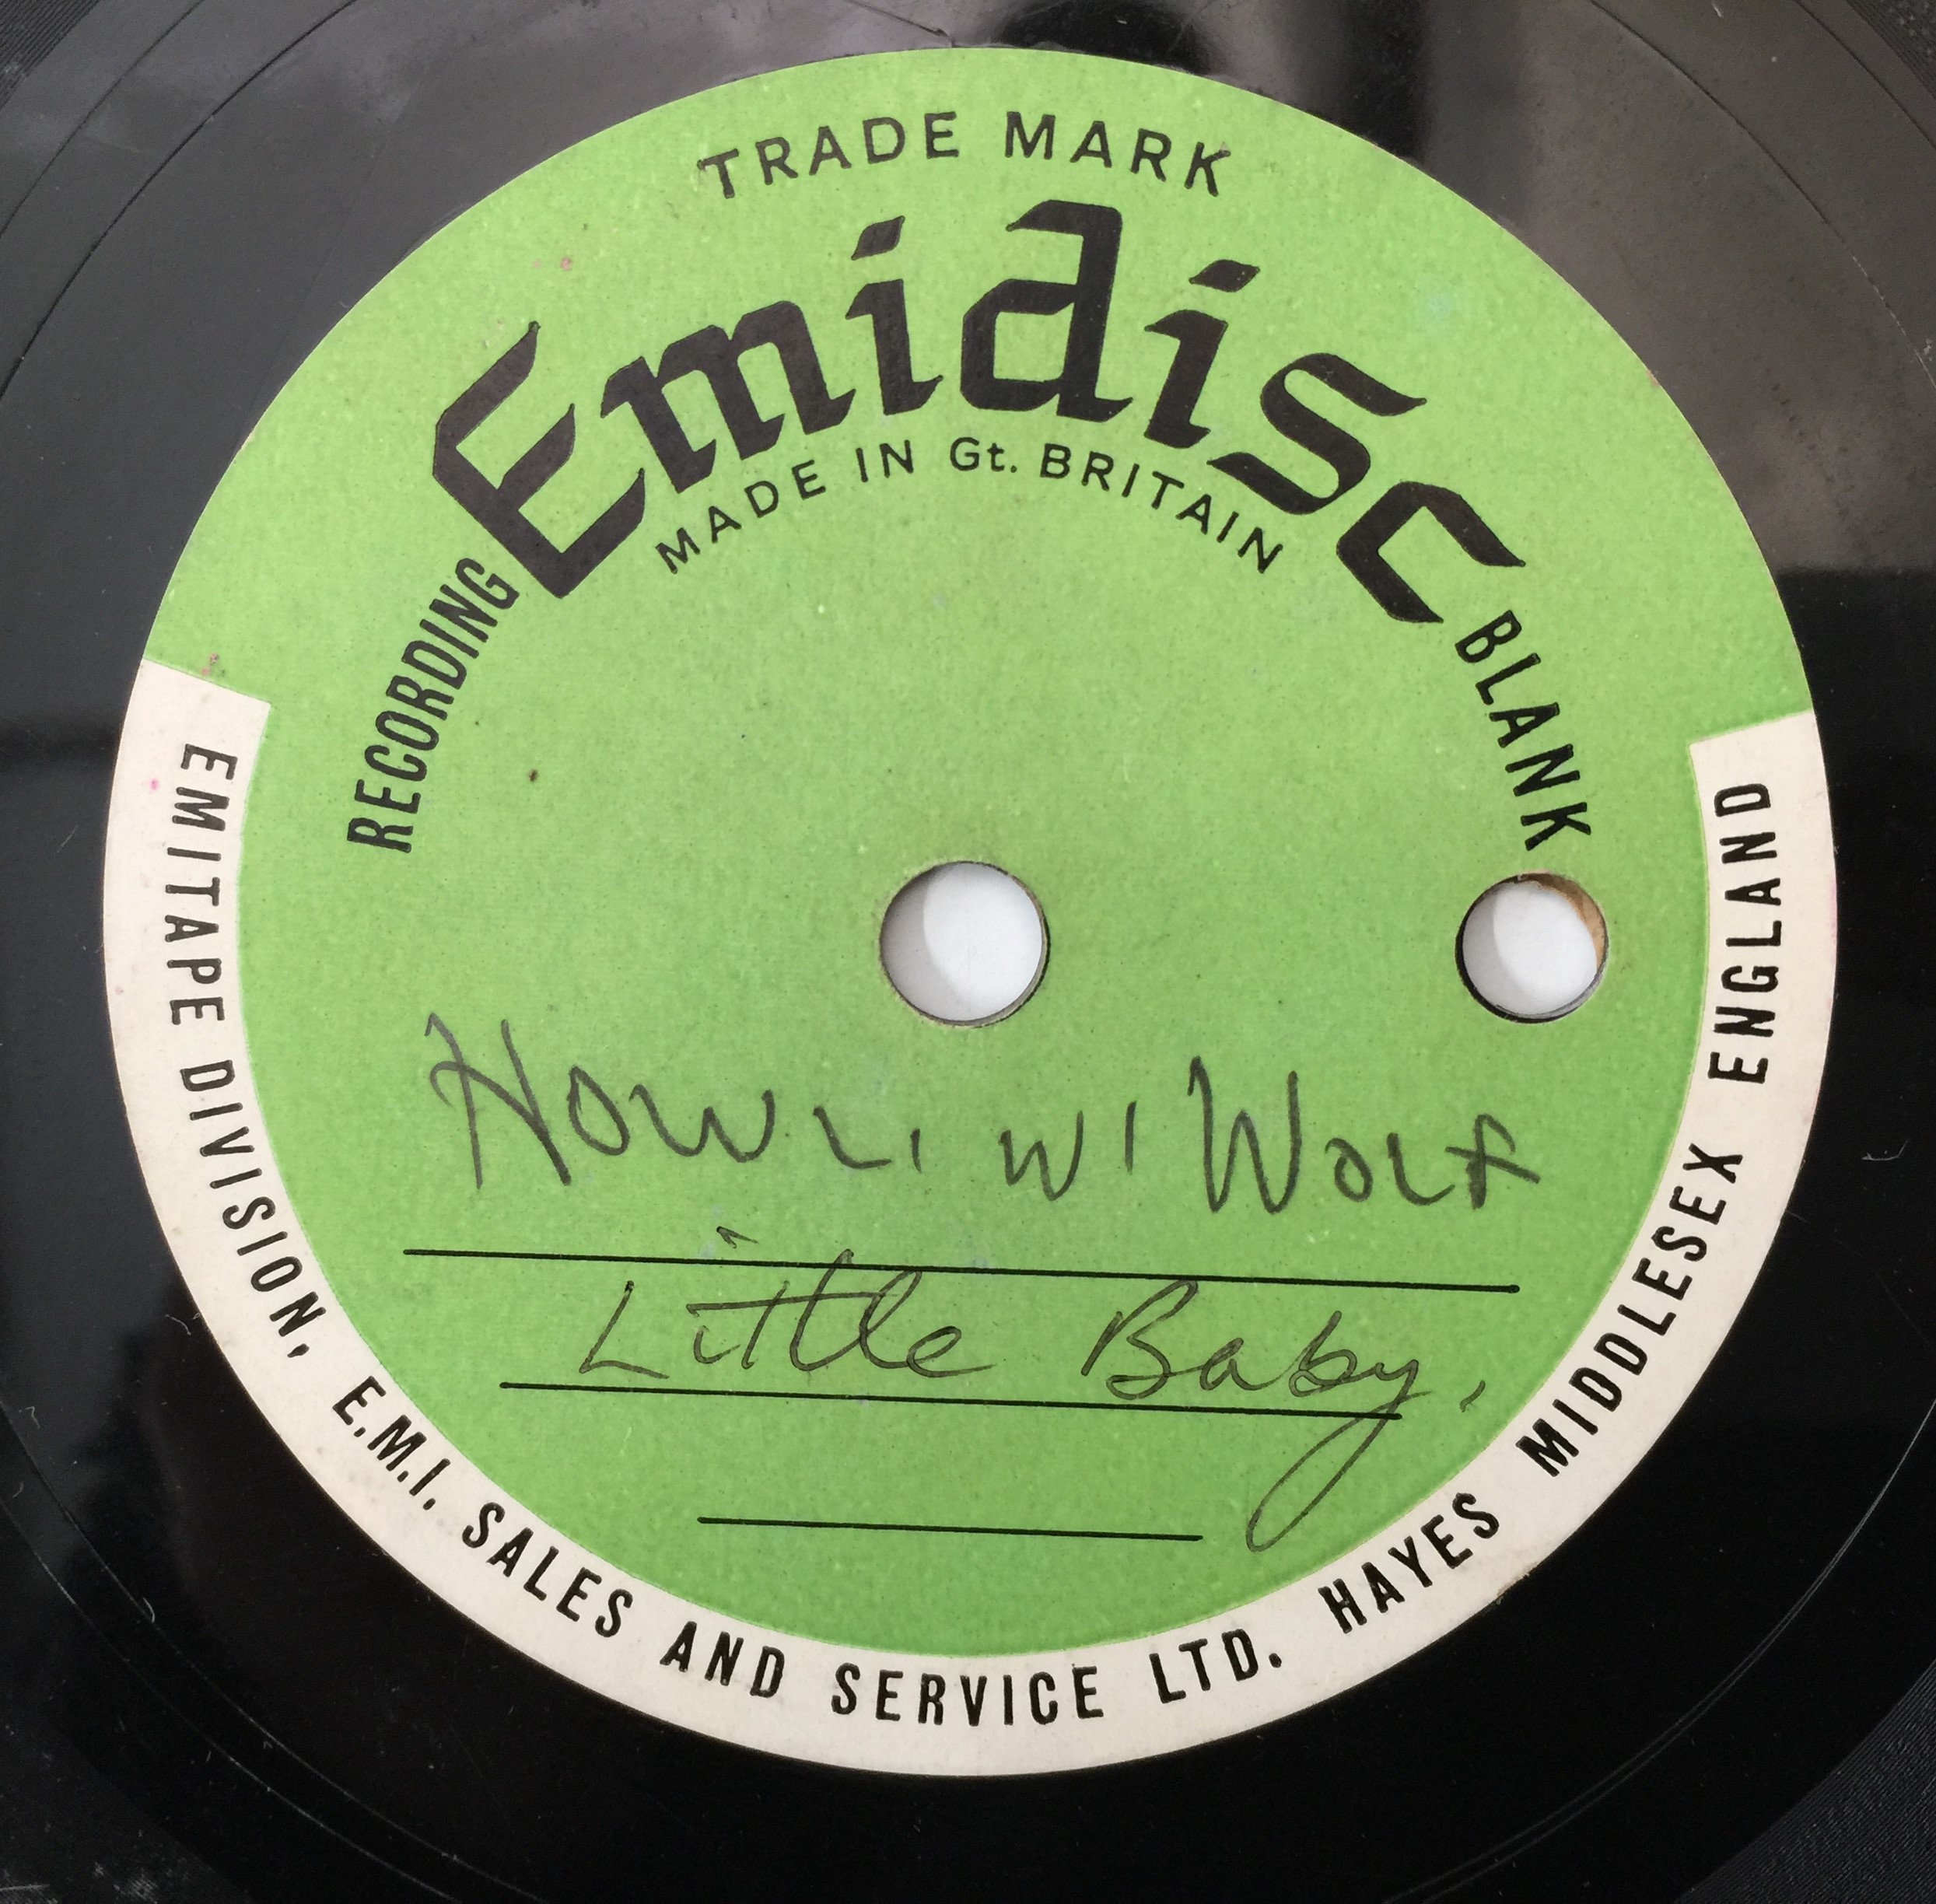 TRADE MARK
RECORDING Emidisc BLANK
MADE IN Gt. BRITAIN
HOWL, W' WOLF
Little Baby,
EMITAPE DIVISION, E.M.I. SALES AND SERVICE LTD. HAYES MIDDLESEX ENGLAND